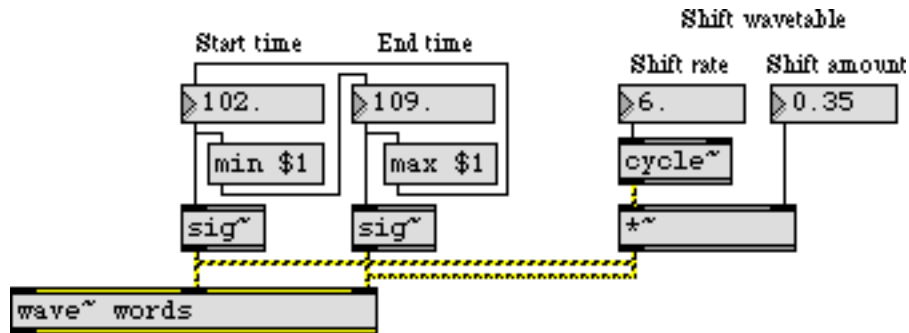 Shift wavetable
Start time
End time
Shift rate
Shift amount
102.
109.
6.
0.35
min $1
max $1
cycle~
sig~
sig~
*~
wave~ words